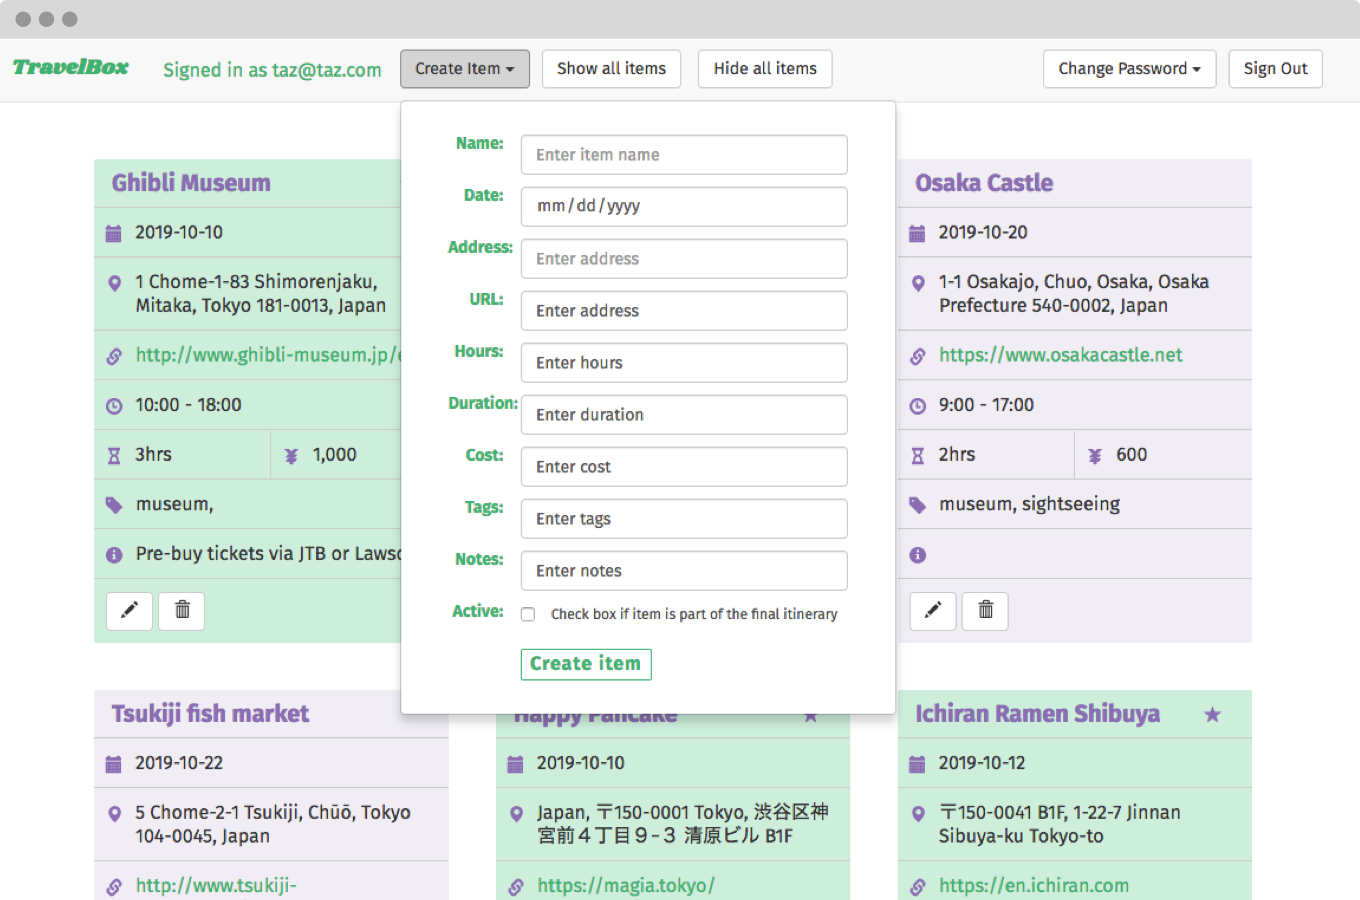 TravelBox
Signed in as taz@taz.com
Create Item
Show all items
Hide all items
Change Password
Sign Out
Name:
Enter item name
Date:
mm/dd/yyyy
Address:
Enter address
URL:
Enter address
Hours:
Enter hours
Duration:
Enter duration
Cost:
Enter cost
Tags:
Enter tags
Notes:
Enter notes
Active:
Check box if item is part of the final itinerary
Create item
Ghibli Museum
2019-10-10
1 Chome-1-83 Shimorenjaku,
Mitaka, Tokyo 181-0013, Japan
http://www.ghibli-museum.jp/e
10:00 - 18:00
3hrs
¥ 1,000
museum,
Pre-buy tickets via JTB or Lawso
Osaka Castle
2019-10-20
1-1 Osakajo, Chuo, Osaka, Osaka
Prefecture 540-0002, Japan
https://www.osakacastle.net
9:00 - 17:00
2hrs
¥ 600
museum, sightseeing
Tsukiji fish market
2019-10-22
5 Chome-2-1 Tsukiji, Chūō, Tokyo
104-0045, Japan
http://www.tsukiji-
Happy Pancake
2019-10-10
Japan, 〒150-0001 Tokyo, 渋谷区神
宮前４丁目９−３ 清原ビル B1F
https://magia.tokyo/
Ichiran Ramen Shibuya
2019-10-12
〒150-0041 B1F, 1-22-7 Jinnan
Sibuya-ku Tokyo-to
https://en.ichiran.com